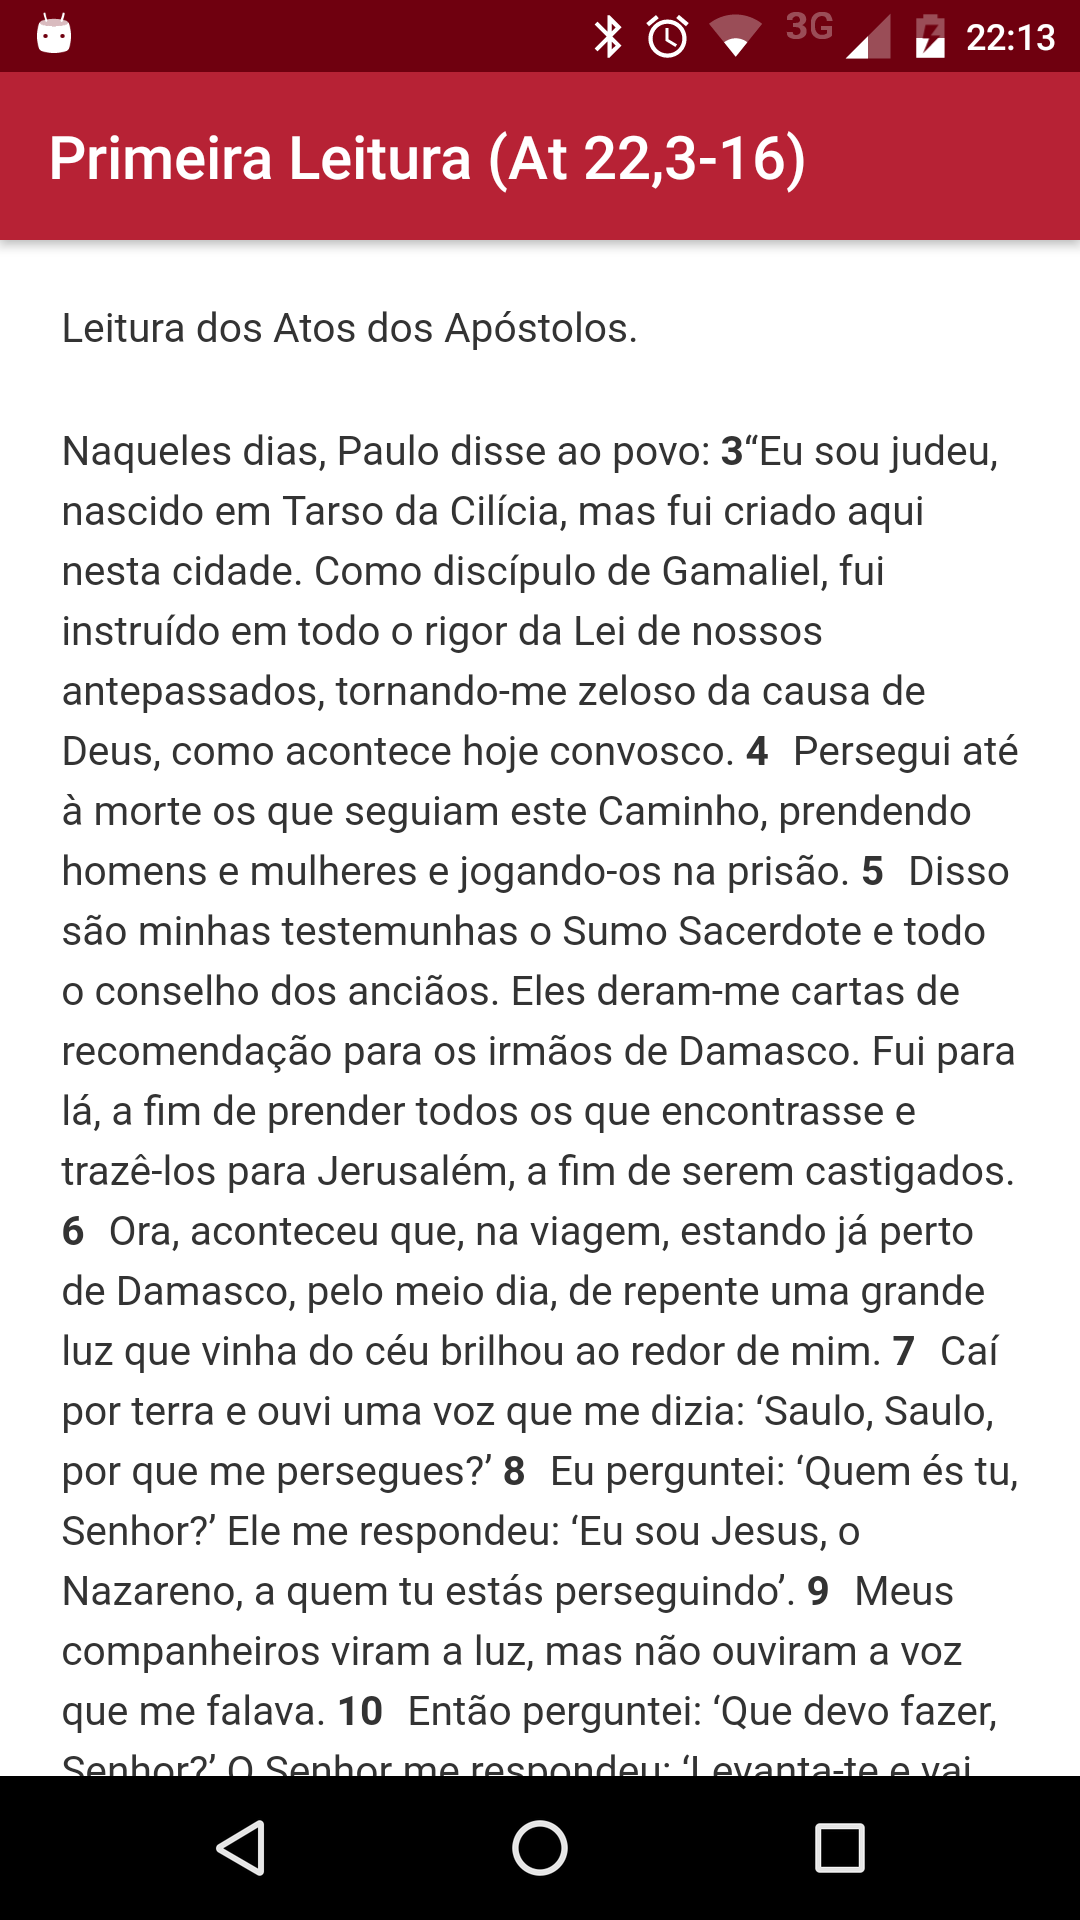 3G 22:13
Primeira Leitura (At 22,3-16)
Leitura dos Atos dos Apóstolos.
Naqueles dias, Paulo disse ao povo: 3“Eu sou judeu,
nascido em Tarso da Cilícia, mas fui criado aqui
nesta cidade. Como discípulo de Gamaliel, fui
instruído em todo o rigor da Lei de nossos
antepassados, tornando-me zeloso da causa de
Deus, como acontece hoje convosco. 4 Persegui até
à morte os que seguiam este Caminho, prendendo
homens e mulheres e jogando-os na prisão. 5 Disso
são minhas testemunhas o Sumo Sacerdote e todo
o conselho dos anciãos. Eles deram-me cartas de
recomendação para os irmãos de Damasco. Fui para
lá, a fim de prender todos os que encontrasse e
trazê-los para Jerusalém, a fim de serem castigados.
6 Ora, aconteceu que, na viagem, estando já perto
de Damasco, pelo meio dia, de repente uma grande
luz que vinha do céu brilhou ao redor de mim. 7 Caí
por terra e ouvi uma voz que me dizia: ‘Saulo, Saulo,
por que me persegues?’ 8 Eu perguntei: ‘Quem és tu,
Senhor?’ Ele me respondeu: ‘Eu sou Jesus, o
Nazareno, a quem tu estás perseguindo’. 9 Meus
companheiros viram a luz, mas não ouviram a voz
que me falava. 10 Então perguntei: ‘Que devo fazer,
Senhor?’ O Senhor me respondeu: ‘Levanta-te e vai